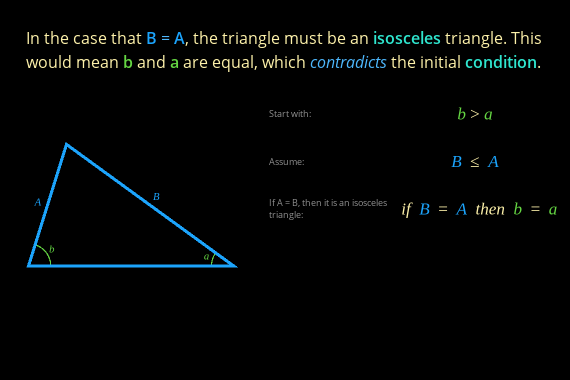 In the case that B = A, the triangle must be an isosceles triangle. This
would mean b and a are equal, which contradicts the initial condition.
Start with:
b > a
Assume:
B ≤ A
If A = B, then it is an isosceles
triangle:
if B = A then b = a
A
B
b
a